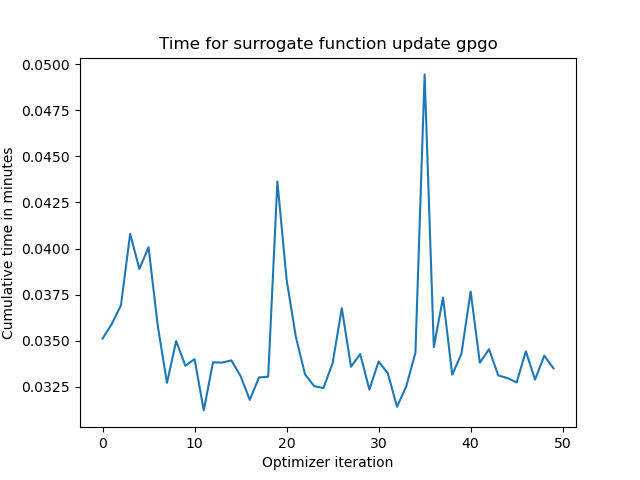 Time for surrogate function update gpgo
Cumulative time in minutes
0.0500
0.0475
0.0450
0.0425
0.0400
0.0375
0.0350
0.0325
0 10 20 30 40 50
Optimizer iteration